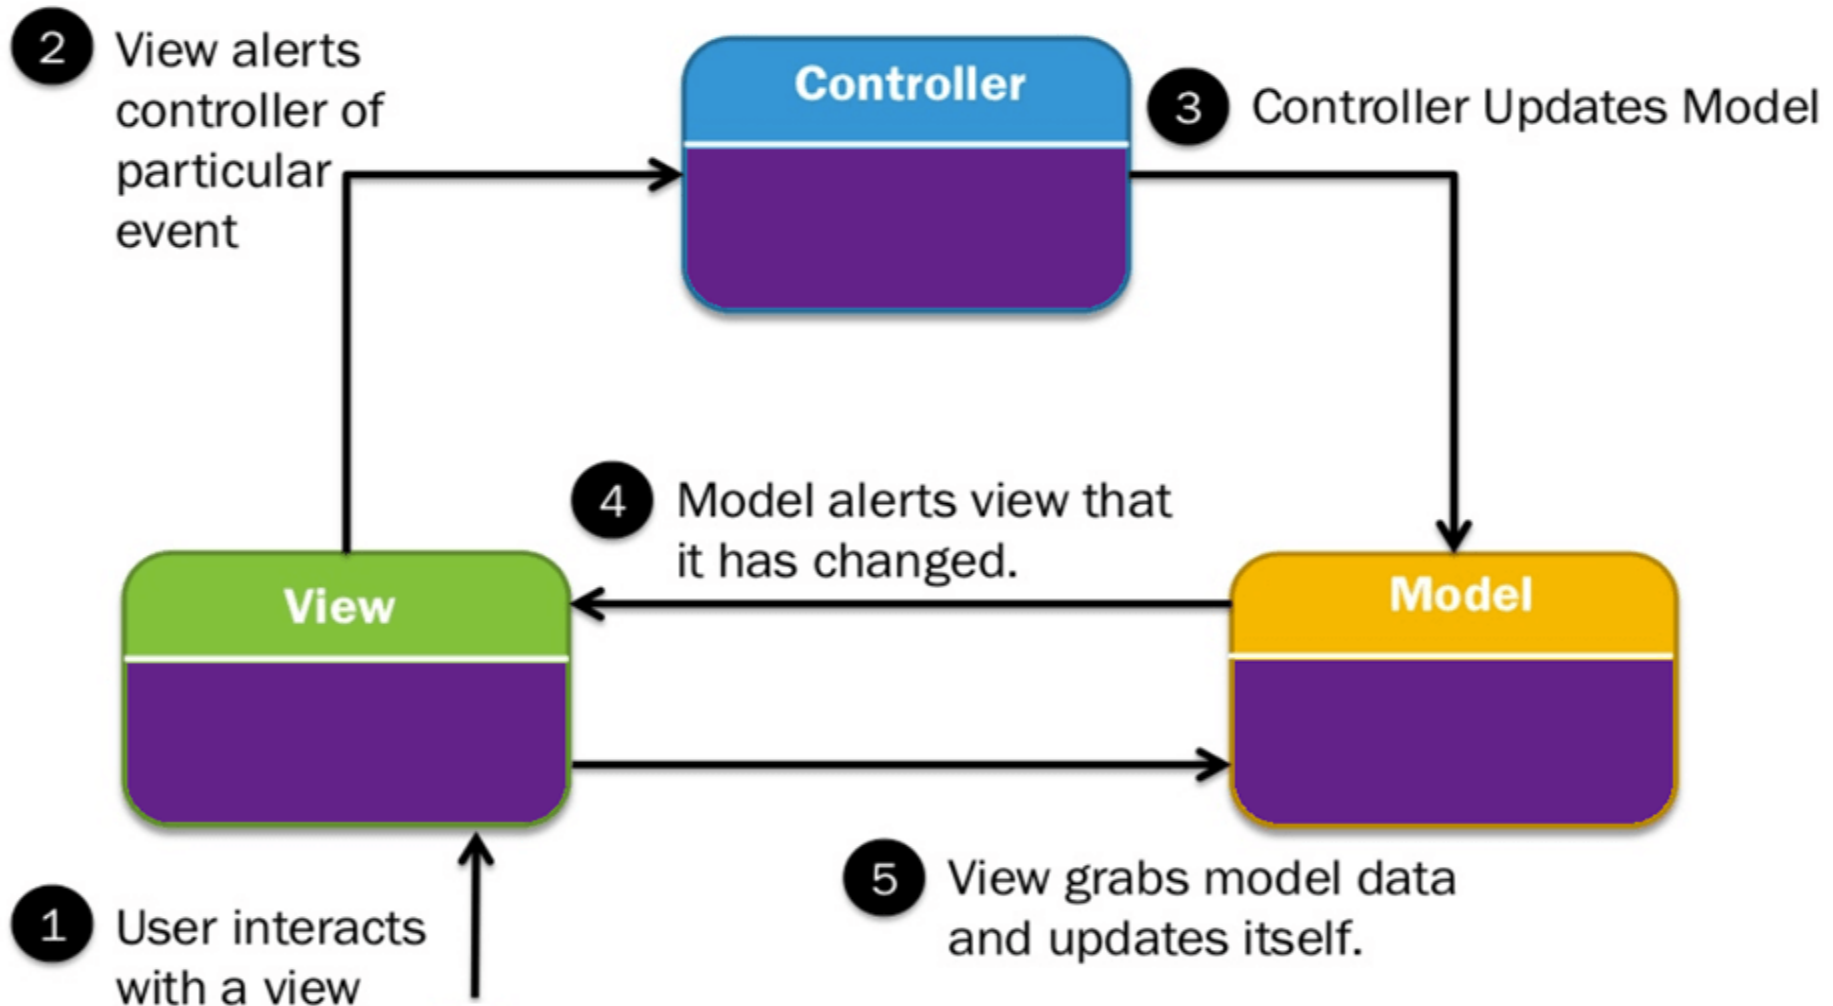 2
View alerts
controller of
particular
event
Controller
3
Controller Updates Model
4
Model alerts view that
it has changed.
View
Model
5
View grabs model data
and updates itself.
1
User interacts
with a view